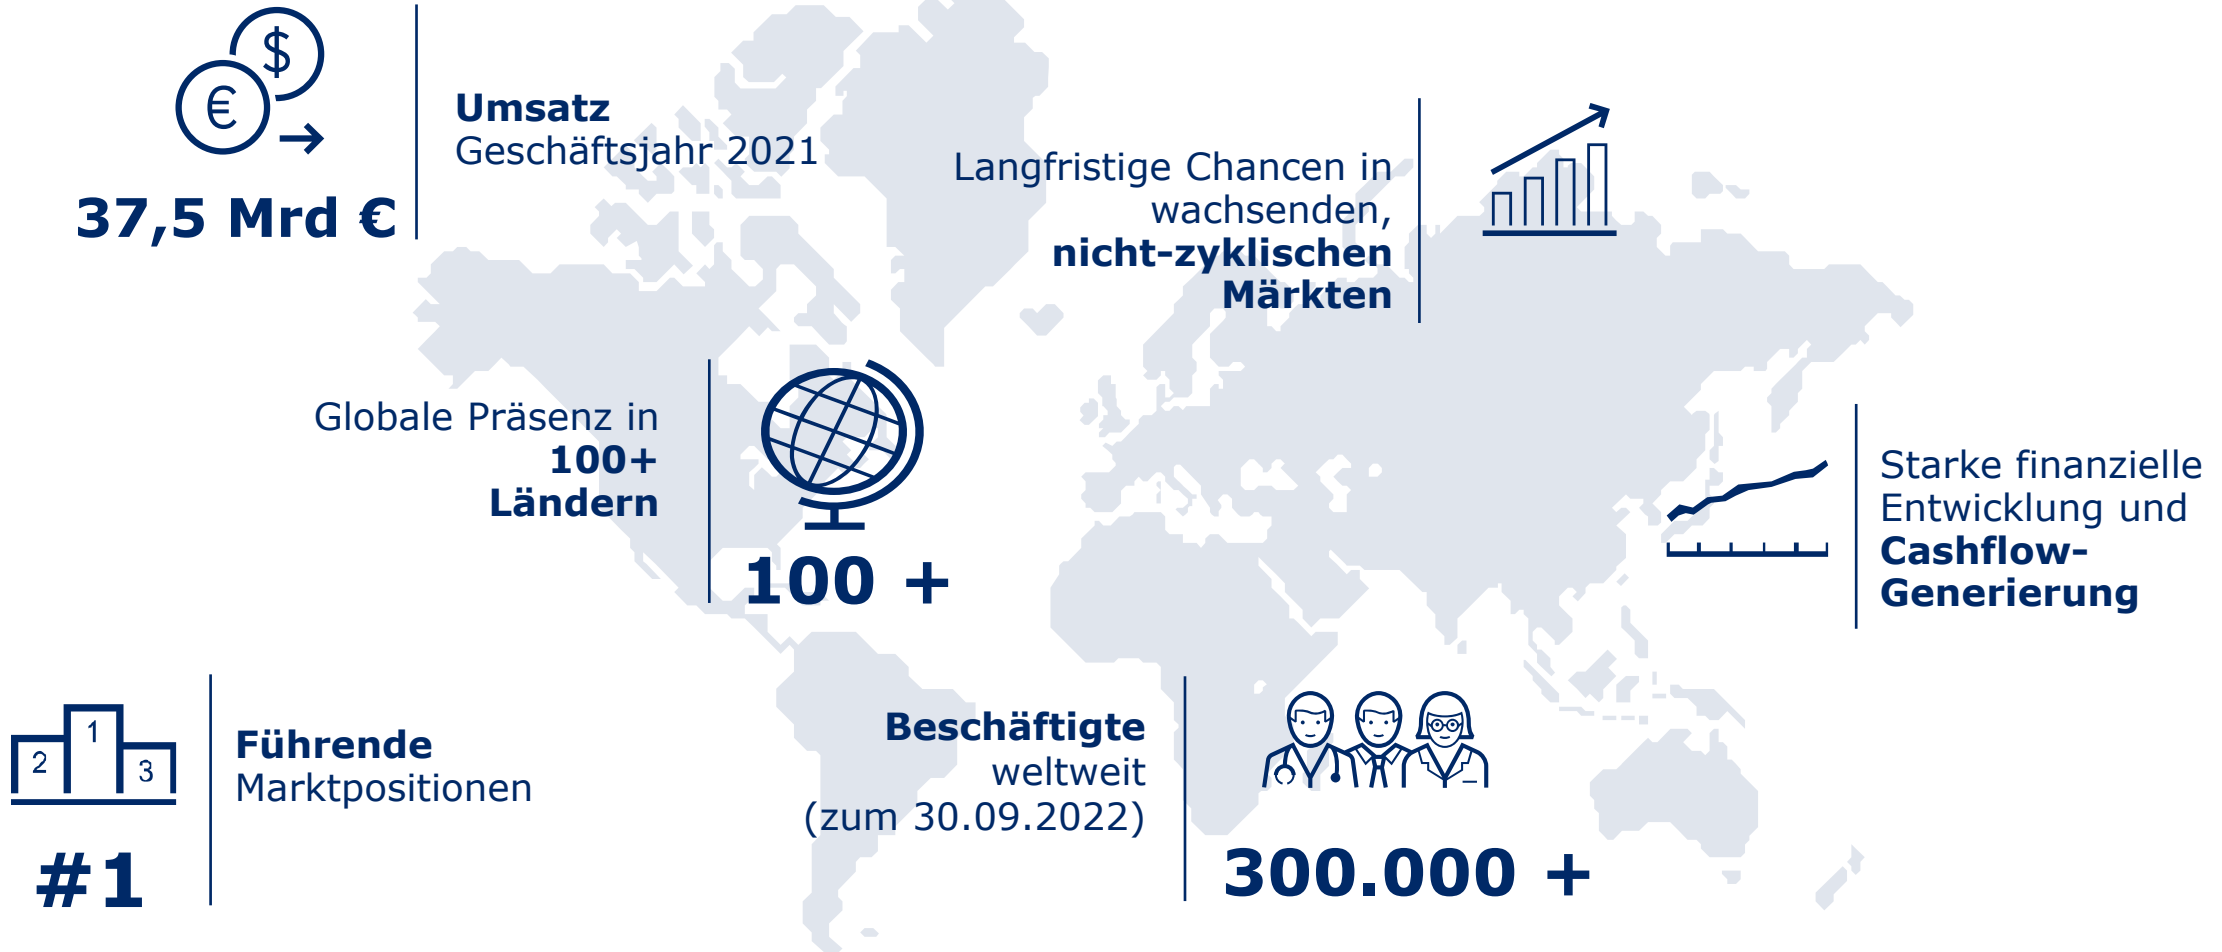 $
€
37,5 Mrd €
Umsatz
Geschäftsjahr 2021
Langfristige Chancen in
wachsenden,
nicht-zyklischen
Märkten
Globale Präsenz in
100+
Ländern
100 +
Starke finanzielle
Entwicklung und
Cashflow-
Generierung
1
2
3
#1
Führende
Marktpositionen
Beschäftigte
weltweit
(zum 30.09.2022)
300.000 +